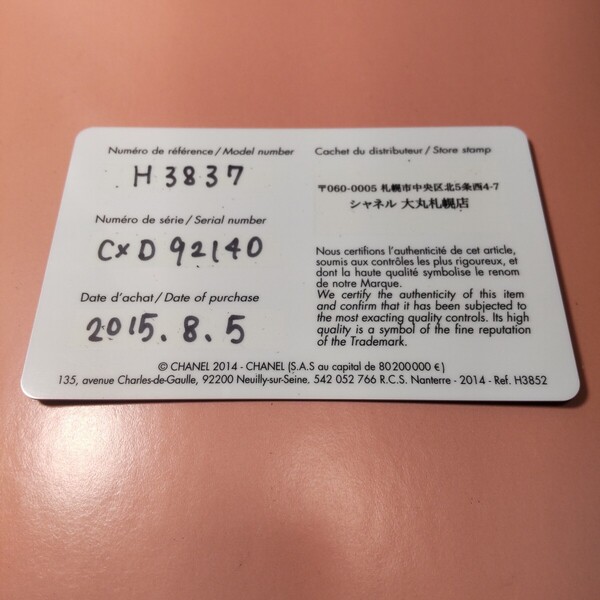 Numéro de référence / Model number
H3837
Numéro de série / Serial number
CXD 92140
Date d'achat / Date of purchase
2015.8.5
Cachet du distributeur / Store stamp
〒060-0005 札幌市中央区北5条西4-7
シャネル 大丸札幌店
Nous certifions l'authenticité de cet article,
soumis aux contrôles les plus rigoureux, et
dont la haute qualité symbolise le renom
de notre Marque.
We certify the authenticity of this item
and confirm that it has been subjected to
the most exacting quality controls. Its high
quality is a symbol of the fine reputation
of the Trademark.
© CHANEL 2014 - CHANEL (S.A.S au capital de 80200000 €)
135, avenue Charles-de-Gaulle, 92200 Neuilly-sur-Seine. 542 052 766 R.C.S. Nanterre - 2014 - Ref. H3852